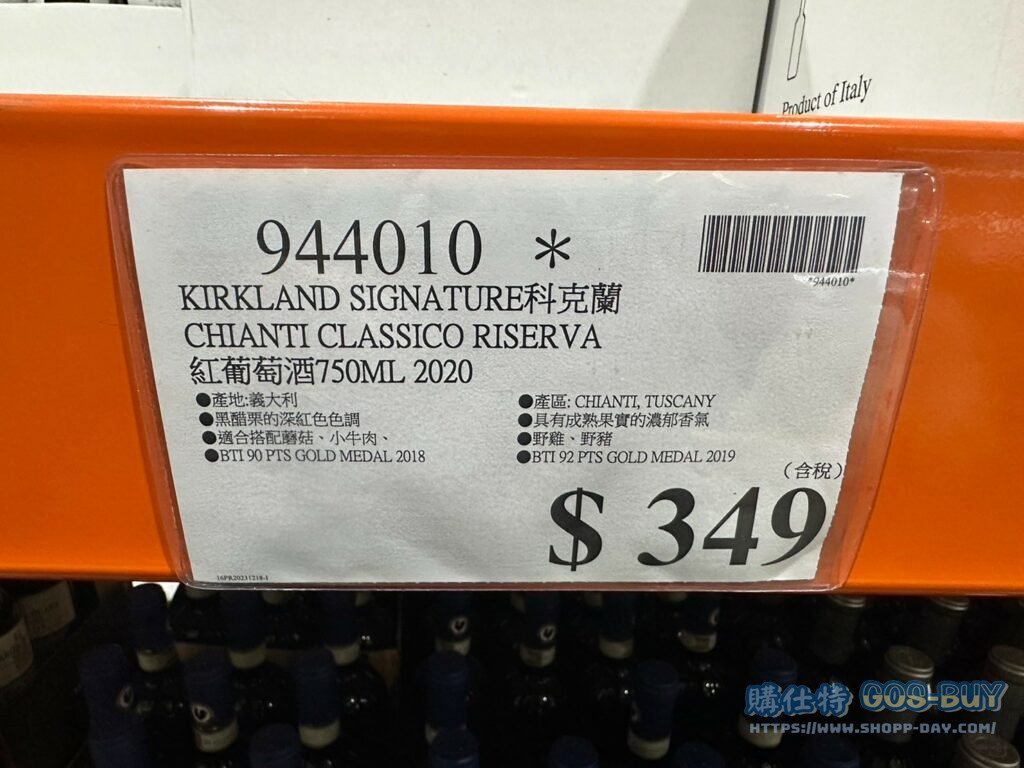 Product of Italy
944010 *
*944010*
KIRKLAND SIGNATURE科克蘭
CHIANTI CLASSICO RISERVA
紅葡萄酒750ML 2020
●產地:義大利
●產區: CHIANTI, TUSCANY
●黑醋栗的深紅色色調
●具有成熟果實的濃郁香氣
●適合搭配蘑菇、小牛肉、
●野雞、野豬
●BTI 90 PTS GOLD MEDAL 2018
●BTI 92 PTS GOLD MEDAL 2019
(含稅)
$ 349
16PR20231218-1
購仕特 GOS-BUY
HTTPS://WWW.SHOPP-DAY.COM/